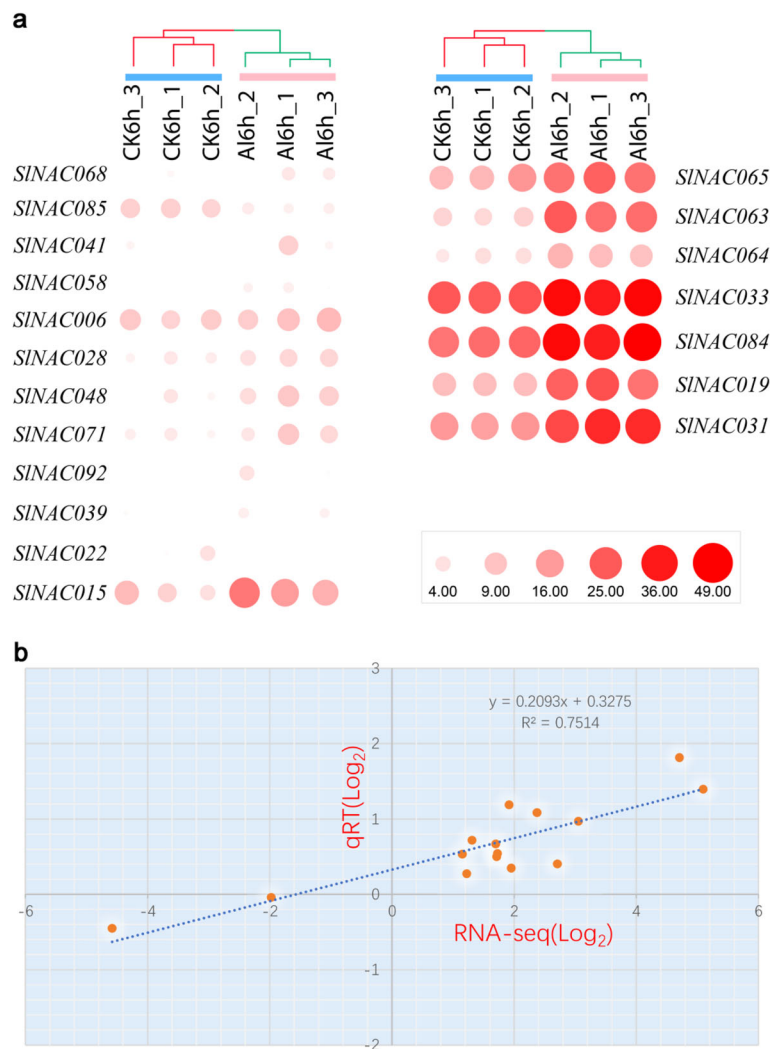 a
CK6h_3 CK6h_1 CK6h_2 Al6h_2 Al6h_1 Al6h_3
CK6h_3 CK6h_1 CK6h_2 Al6h_2 Al6h_1 Al6h_3
SlNAC068
SlNAC085
SlNAC041
SlNAC058
SlNAC006
SlNAC028
SlNAC048
SlNAC071
SlNAC092
SlNAC039
SlNAC022
SlNAC015
SlNAC065
SlNAC063
SlNAC064
SlNAC033
SlNAC084
SlNAC019
SlNAC031
4.00 9.00 16.00 25.00 36.00 49.00
b
3
y = 0.2093x + 0.3275
R² = 0.7514
2
qRT(Log2)
1
0
-6 -4 -2 0 2 4 6
RNA-seq(Log2)
-1
-2